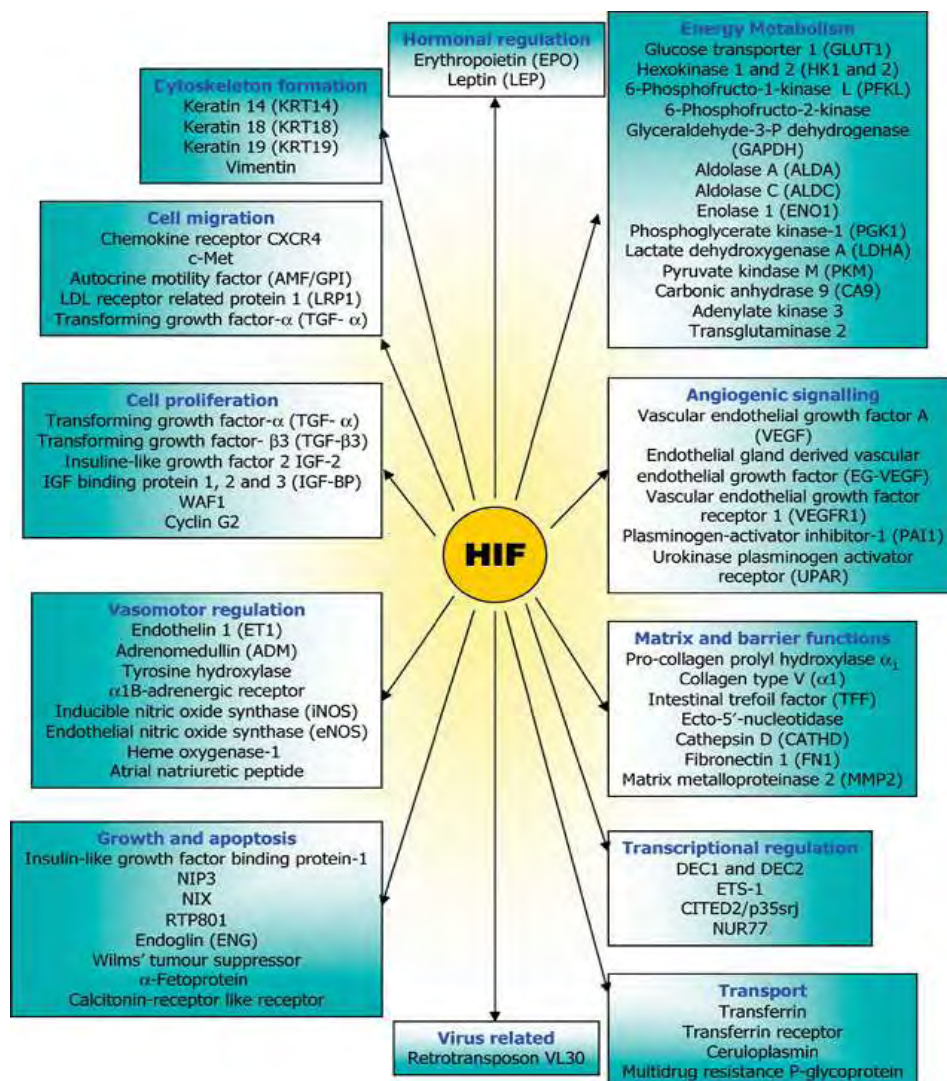 Hormonal regulation
Erythropoietin (EPO)
Leptin (LEP)
Energy Metabolism
Glucose transporter 1 (GLUT1)
Hexokinase 1 and 2 (HK1 and 2)
6-Phosphofructo-1-kinase L (PFKL)
6-Phosphofructo-2-kinase
Glyceraldehyde-3-P dehydrogenase
(GAPDH)
Aldolase A (ALDA)
Aldolase C (ALDC)
Enolase 1 (ENO1)
Phosphoglycerate kinase-1 (PGK1)
Lactate dehydroxygenase A (LDHA)
Pyruvate kindase M (PKM)
Carbonic anhydrase 9 (CA9)
Adenylate kinase 3
Transglutaminase 2
Cytoskeleton formation
Keratin 14 (KRT14)
Keratin 18 (KRT18)
Keratin 19 (KRT19)
Vimentin
Cell migration
Chemokine receptor CXCR4
c-Met
Autocrine motility factor (AMF/GPI)
LDL receptor related protein 1 (LRP1)
Transforming growth factor-α (TGF- α)
Cell proliferation
Transforming growth factor-α (TGF- α)
Transforming growth factor- β3 (TGF-β3)
Insuline-like growth factor 2 IGF-2
IGF binding protein 1, 2 and 3 (IGF-BP)
WAF1
Cyclin G2
Angiogenic signalling
Vascular endothelial growth factor A
(VEGF)
Endothelial gland derived vascular
endothelial growth factor (EG-VEGF)
Vascular endothelial growth factor
receptor 1 (VEGFR1)
Plasminogen-activator inhibitor-1 (PAI1)
Urokinase plasminogen activator
receptor (UPAR)
HIF
Vasomotor regulation
Endothelin 1 (ET1)
Adrenomedullin (ADM)
Tyrosine hydroxylase
α1B-adrenergic receptor
Inducible nitric oxide synthase (iNOS)
Endothelial nitric oxide synthase (eNOS)
Heme oxygenase-1
Atrial natriuretic peptide
Matrix and barrier functions
Pro-collagen prolyl hydroxylase α₁
Collagen type V (α1)
Intestinal trefoil factor (TFF)
Ecto-5′-nucleotidase
Cathepsin D (CATHD)
Fibronectin 1 (FN1)
Matrix metalloproteinase 2 (MMP2)
Growth and apoptosis
Insulin-like growth factor binding protein-1
NIP3
NIX
RTP801
Endoglin (ENG)
Wilms’ tumour suppressor
α-Fetoprotein
Calcitonin-receptor like receptor
Transcriptional regulation
DEC1 and DEC2
ETS-1
CITED2/p35srj
NUR77
Virus related
Retrotransposon VL30
Transport
Transferrin
Transferrin receptor
Ceruloplasmin
Multidrug resistance P-glycoprotein